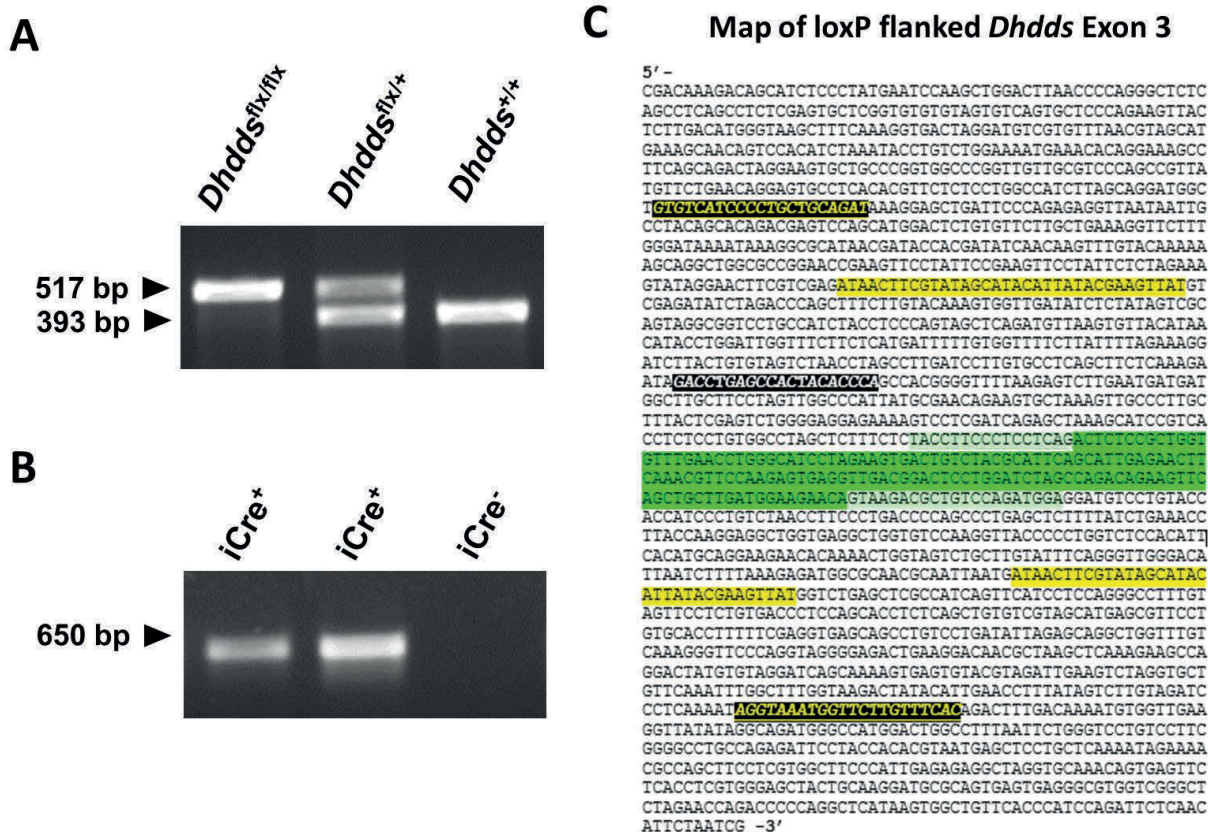 A
Dhdds^flx/flx
Dhdds^flx/+
Dhdds^+/+
517 bp
393 bp
B
iCre+
iCre+
iCre-
650 bp
C
Map of loxP flanked Dhdds Exon 3
5’-
CGACAAAGACAGCATCTCCCTATGAATCCAAGCTGGACTTAACCCCAGGGCTCTC
AGCCTCAGCCTCTCGAGTGCTCGGTGTGTGTAGTGTCAGTGCTCCCAGAAGTTAC
TCTTGACATGGGTAAGCTTTCAAAGGTGACTAGGATGTCGTGTTTAACGTAGCAT
GAAAGCAACAGTCCACATCTAAATACCTGTCTGGAAAATGAAACACAGGAAAGCC
TTCAGCAGACTAGGAAGTGCTGCCCGGTGGCCCGGTTGTTGCGTCCCAGCCGTTA
TGTTCTGAACAGGAGTGCCTCACACGTTCTCTCCTGGCCATCTTAGCAGGATGGC
TGTGTCATCCCCTGCTGCAGATAAAGGAGCTGATTCCCAGAGAGGTTAATAATTG
CCTACAGCACAGACGAGTCCAGCATGGACTCTGTGTTCTTGCTGAAAGGTTCTTT
GGGATAAAATAAAGGCGCATAACGATACCACGATATCAACAAGTTTGTACAAAAA
AGCAGGCTGGCGCCGGAACCGAAGTTCCTATTCCGAAGTTCCTATTCTCTAGAAA
GTATAGGAACTTCGTCGAGATAACTTCGTATAGCATACATTATACGAAGTTATGT
CGAGATATCTAGACCCAGCTTTCTTGTACAAAGTGGTTGATATCTCTATAGTCGC
AGTAGGCGGTCCTGCCATCTACCTCCCAGTAGCTCAGATGTTAAGTGTTACATAA
CATACCTGGATTGGTTTCTTCTCATGATTTTTGTGGTTTTCTTATTTTAGAAAGG
ATCTTACTGTGTAGTCTAACCTAGCCTTGATCCTTGTGCCTCAGCTTCTCAAAGA
ATAGACCTGAGCCACTACACCCAGCCACGGGGTTTTAAGAGTCTTGAATGATGAT
GGCTTGCTTCCTAGTTGGCCCATTATGCGAACAGAAGTGCTAAAGTTGCCCTTGC
TTTACTCGAGTCTGGGGAGGAGAAAAGTCCTCGATCAGAGCTAAAGCATCCGTCA
CCTCTCCTGTGGCCTAGCTCTTTCTCTACCTTCCCTCCTCAGACTCTCCGCTGGT
GTTTGAACGCTGGGCATCCTAGAAGTGACTGTCTACGCATTCAGCATTGAGAACTT
CAAACGTTCCAAGAGTGAGGTTGACGGACTCCTGGATCTAGCCAGACAGAAGTTC
AGCTGCTTGATGGAAGAACAGTAAGACGCTGTCCAGATGGAGGATGTCCTGTACC
ACCATCCCTGTCTAACCTTCCCTGACCCCAGCCCTGAGCTCTTTTATCTGAAACC
TTACCAAGGAGGCTGGTGAGGCTGGTGTCCAAGGTTACCCCCTGGTCTCCACATT
CACATGCAGGAAGAACACAAAACTGGTAGTCTGCTTGTATTTCAGGGTTGGGACA
TTAATCTTTTAAAGAGATGGCGCAACGCAATTAATGATAACTTCGTATAGCATAC
ATTATACGAAGTTATGGTCTGAGCTCGCCATCAGTTCATCCTCCAGGGCCTTTGT
AGTTCCTCTGTGACCCTCCAGCACCTCTCAGCTGTGTCGTAGCATGAGCGTTCCT
GTGCACCTTTTTCGAGGTGAGCAGCCTGTCCTGATATTAGAGCAGGCTGGTTTGT
CAAAGGGTTCCCAGGTAGGGGAGACTGAAGGACAACGCTAAGCTCAAAGAAGCCA
GGACTATGTGTAGGATCAGCAAAAGTGAGTGTACGTAGATTGAAGTCTAGGTGCT
GTTCAAATTTGGCTTTGGTAAGACTATACATTGAACCTTTATAGTCTTGTAGATC
CCTCAAAATAGGTAAATGGTTCTTGTTTCACAGACTTTGACAAAATGTGGTTGAA
GGTTATATAGGCAGATGGGCCATGGACTGGCCTTTAATTCTGGGTCCTGTCCTTC
GGGGCCTGCCAGAGATTCCTACCACACGTAATGAGCTCCTGCTCAAAATAGAAAA
CGCCAGCTTCCTCGTGGCTTCCCATTGAGAGAGGCTAGGTGCAAACAGTGAGTTC
TCACCTCGTGGGAGCTACTGCAAGGATGCGCAGTGAGTGAGGGCGTGGTCGGGCT
CTAGAACCAGACCCCCAGGCTCATAAGTGGCTGTTCACCCATCCAGATTCTCAAC
ATTCTAATCG -3’